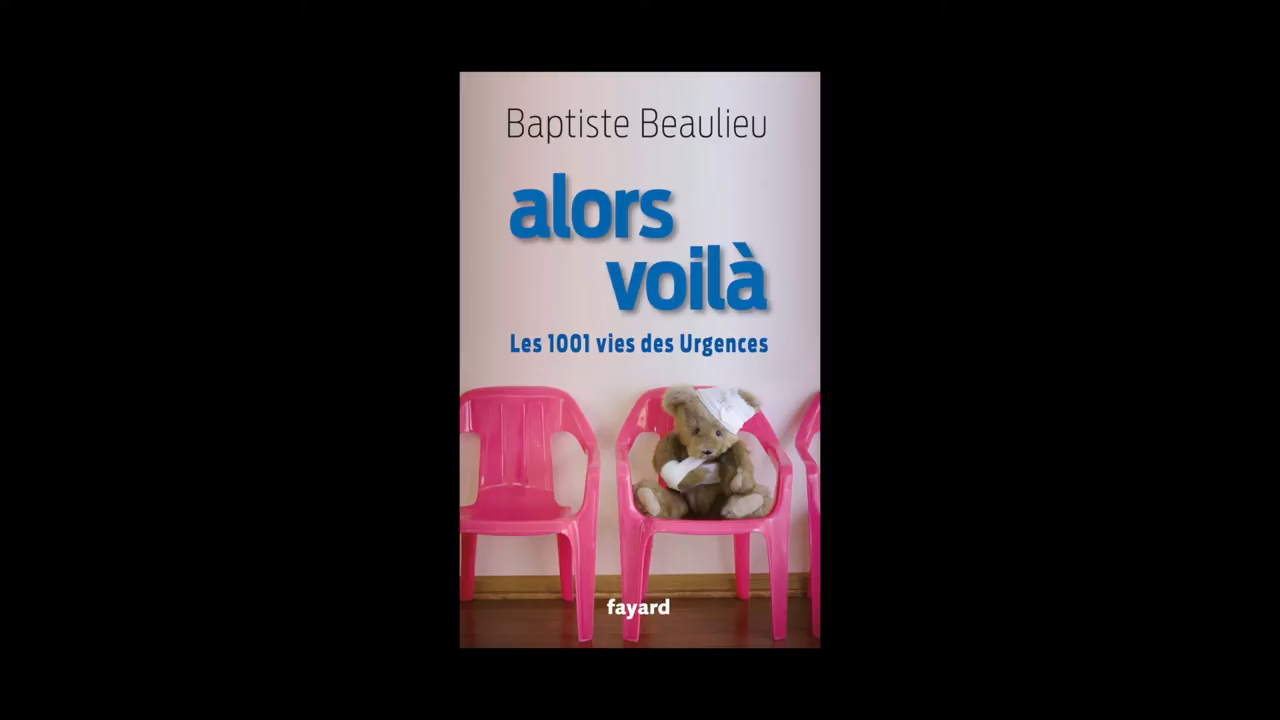 Baptiste Beaulieu
alors
voilà
Les 1001 vies des Urgences
fayard